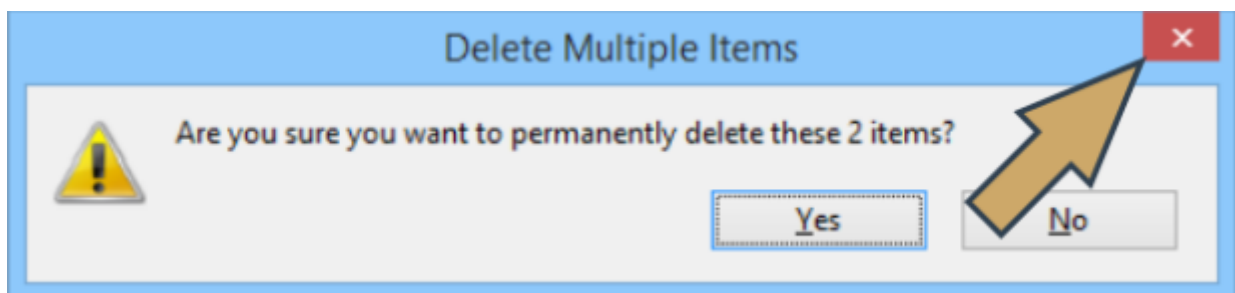 Delete Multiple Items
Are you sure you want to permanently delete these 2 items?
Yes
No